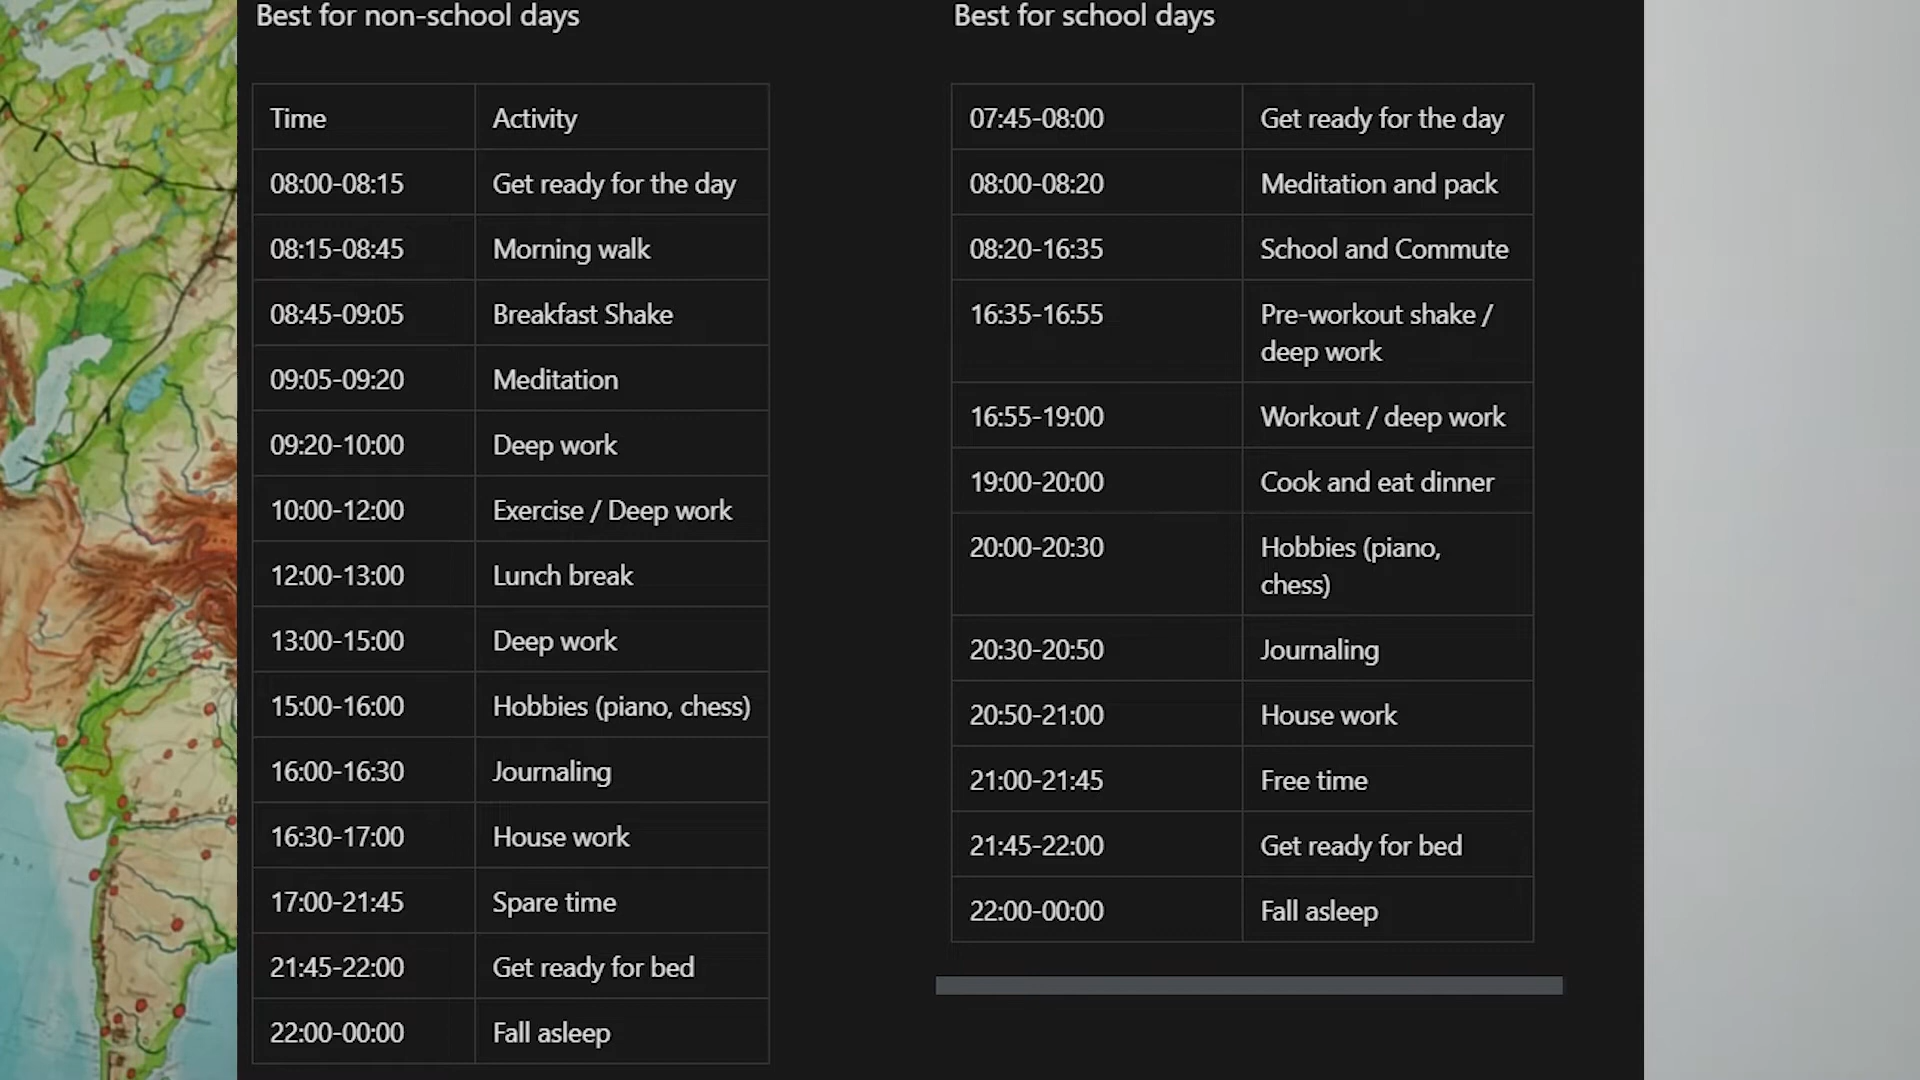 Best for non-school days
Time Activity
08:00-08:15 Get ready for the day
08:15-08:45 Morning walk
08:45-09:05 Breakfast Shake
09:05-09:20 Meditation
09:20-10:00 Deep work
10:00-12:00 Exercise / Deep work
12:00-13:00 Lunch break
13:00-15:00 Deep work
15:00-16:00 Hobbies (piano, chess)
16:00-16:30 Journaling
16:30-17:00 House work
17:00-21:45 Spare time
21:45-22:00 Get ready for bed
22:00-00:00 Fall asleep
Best for school days
07:45-08:00 Get ready for the day
08:00-08:20 Meditation and pack
08:20-16:35 School and Commute
16:35-16:55 Pre-workout shake /
deep work
16:55-19:00 Workout / deep work
19:00-20:00 Cook and eat dinner
20:00-20:30 Hobbies (piano,
chess)
20:30-20:50 Journaling
20:50-21:00 House work
21:00-21:45 Free time
21:45-22:00 Get ready for bed
22:00-00:00 Fall asleep